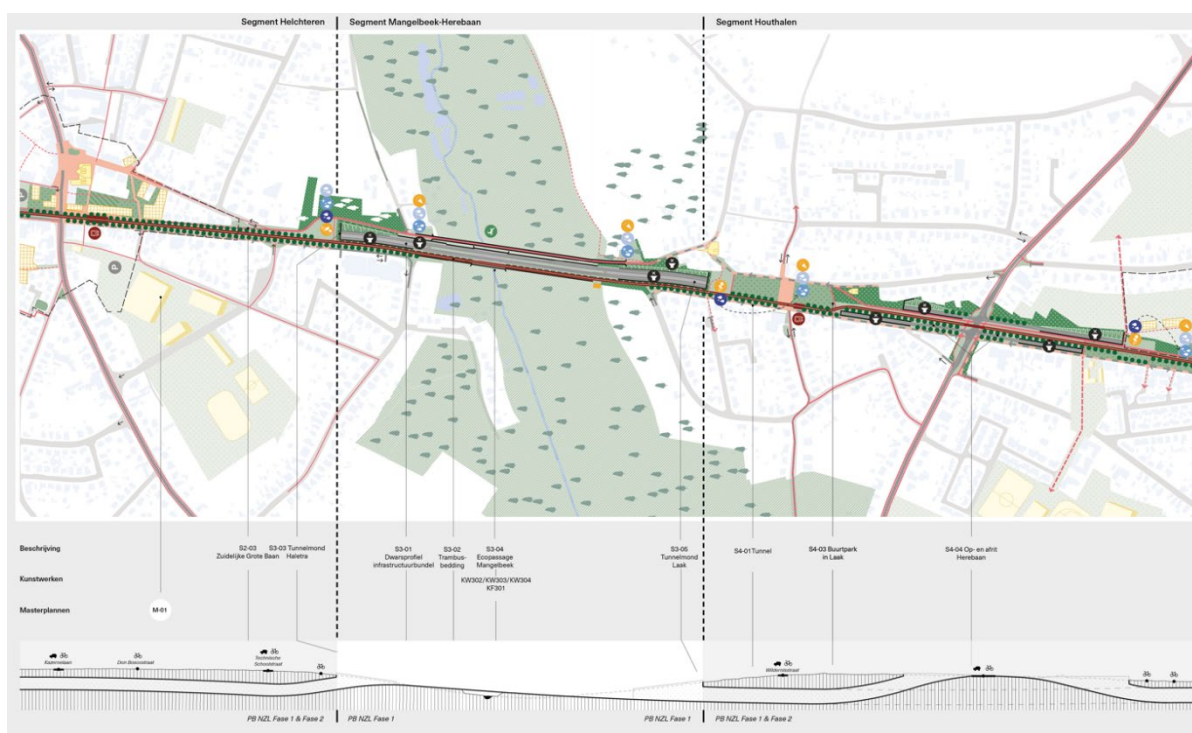 Segment Helchteren
Segment Mangelbeek-Herebaan
Segment Houthalen
P
P
Beschrijving
S2-03
Zuidelijke Grote Baan
S3-03 Tunnelmond
Haletra
S3-01
Dwarsprofiel
infrastructuurbundel
S3-02
Trambus-
bedding
S3-04
Ecopassage
Mangelbeek
S3-05
Tunnelmond
Laak
S4-01 Tunnel
S4-03 Buurtpark
in Laak
S4-04 Op- en afrit
Herebaan
Kunstwerken
KW302/KW303/KW304
KF301
Masterplannen
M-01
Kazernelaan
Don Boscostraat
Technische
Schoolstraat
PB NZL Fase 1 & Fase 2
PB NZL Fase 1
PB NZL Fase 1
PB NZL Fase 1 & Fase 2